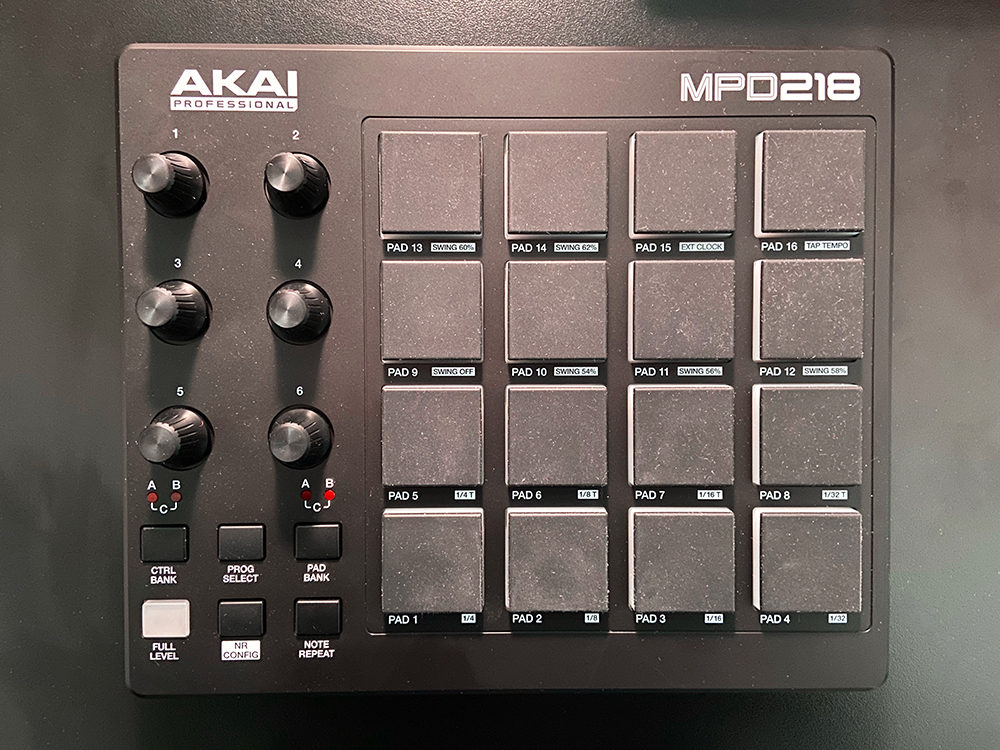 AKAI
PROFESSIONAL
MPD218
1
2
3
4
5
6
A B
C
A B
C
CTRL
BANK
PROG
SELECT
PAD
BANK
FULL
LEVEL
NR
CONFIG
NOTE
REPEAT
PAD 13 SWING 60%
PAD 14 SWING 62%
PAD 15 EXT CLOCK
PAD 16 TAP TEMPO
PAD 9 SWING OFF
PAD 10 SWING 54%
PAD 11 SWING 56%
PAD 12 SWING 58%
PAD 5 1/4 T
PAD 6 1/8 T
PAD 7 1/16 T
PAD 8 1/32 T
PAD 1 1/4
PAD 2 1/8
PAD 3 1/16
PAD 4 1/32